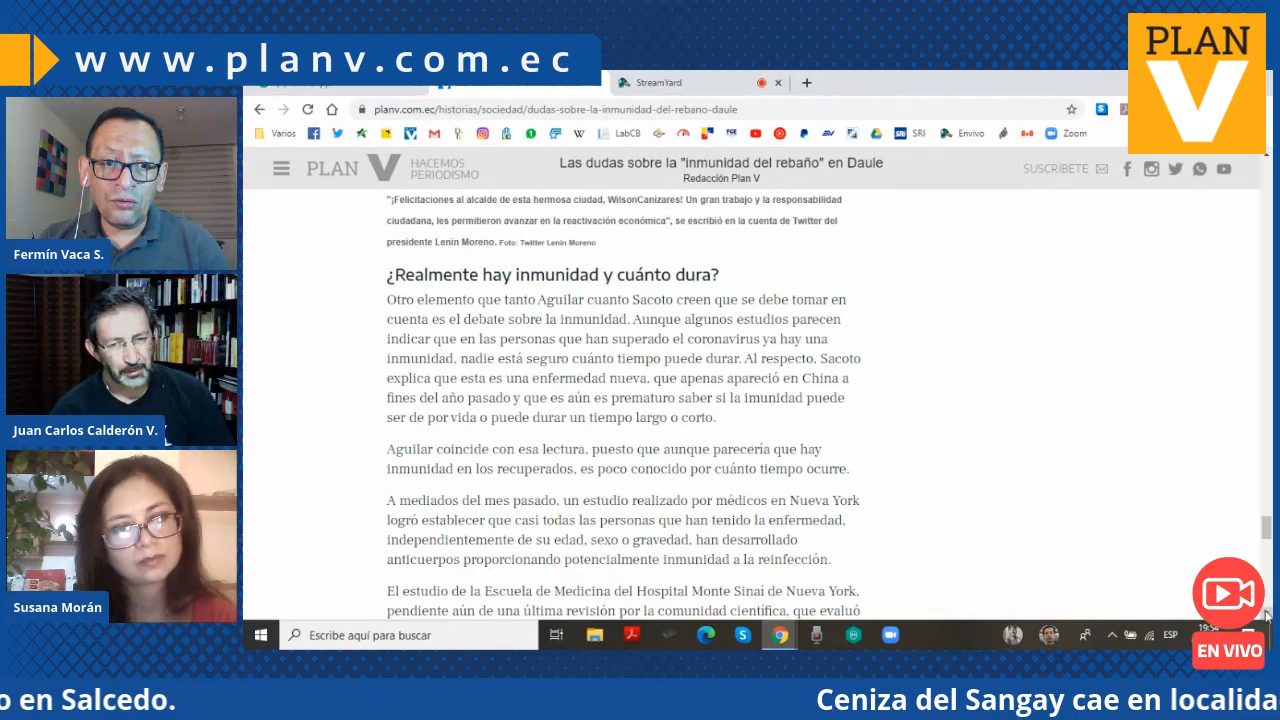 www.planv.com.ec
PLAN
V
StreamYard
planv.com.ec/historias/sociedad/dudas-sobre-la-inmunidad-del-rebano-daule
Varios
LabCB
SRI
Envivo
Zoom
PLAN V
HACEMOS
PERIODISMO
Las dudas sobre la "inmunidad del rebaño" en Daule
Redacción Plan V
SUSCRÍBETE
"¡Felicitaciones al alcalde de esta hermosa ciudad, WilsonCanizares! Un gran trabajo y la responsabilidad
ciudadana, les permitieron avanzar en la reactivación económica", se escribió en la cuenta de Twitter del
presidente Lenin Moreno. Foto: Twitter Lenin Moreno
¿Realmente hay inmunidad y cuánto dura?
Otro elemento que tanto Aguilar cuanto Sacoto creen que se debe tomar en
cuenta es el debate sobre la inmunidad. Aunque algunos estudios parecen
indicar que en las personas que han superado el coronavirus ya hay una
inmunidad, nadie está seguro cuánto tiempo puede durar. Al respecto, Sacoto
explica que esta es una enfermedad nueva, que apenas apareció en China a
fines del año pasado y que es aún es prematuro saber si la imunidad puede
ser de por vida o puede durar un tiempo largo o corto.
Aguilar coincide con esa lectura, puesto que aunque parecería que hay
inmunidad en los recuperados, es poco conocido por cuánto tiempo ocurre.
A mediados del mes pasado, un estudio realizado por médicos en Nueva York
logró establecer que casi todas las personas que han tenido la enfermedad,
independientemente de su edad, sexo o gravedad, han desarrollado
anticuerpos proporcionando potencialmente inmunidad a la reinfección.
El estudio de la Escuela de Medicina del Hospital Monte Sinaí de Nueva York,
pendiente aún de una última revisión por la comunidad científica, que evaluó
Fermín Vaca S.
Juan Carlos Calderón V.
Susana Morán
Escribe aquí para buscar
ESP
19:54
EN VIVO
o en Salcedo.
Ceniza del Sangay cae en localida